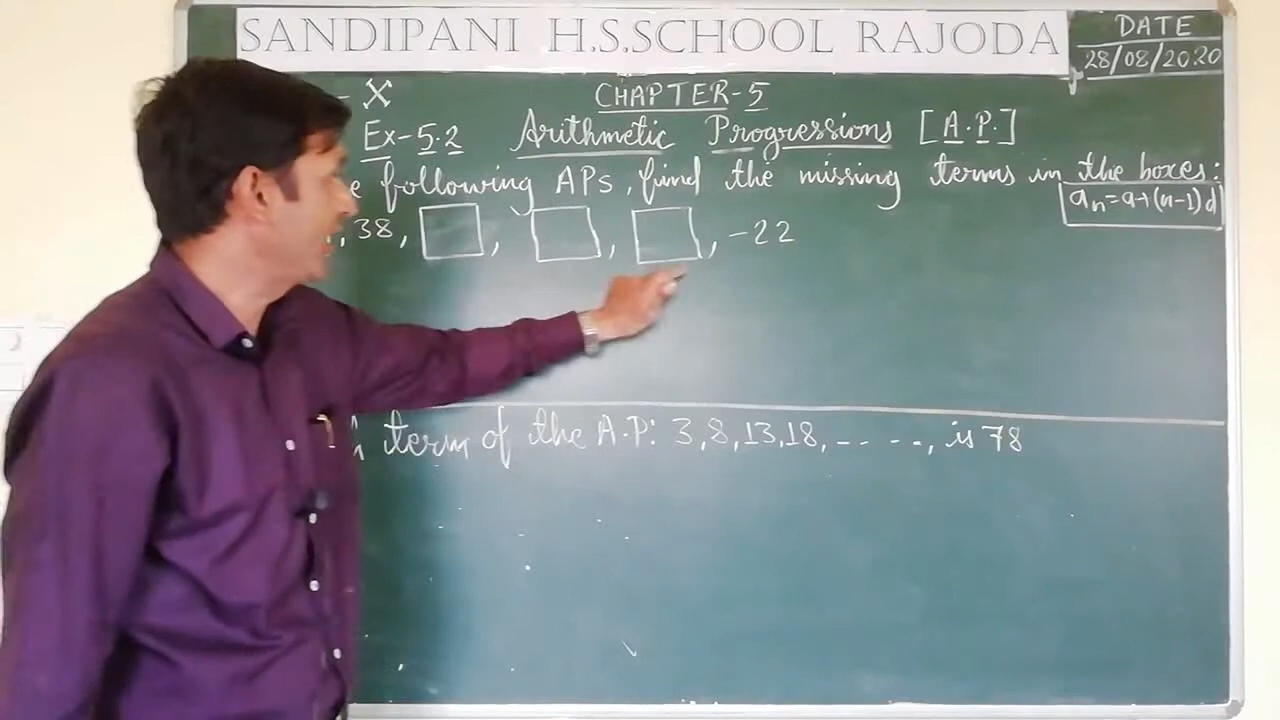 SANDIPANI H.S.SCHOOL RAJODA
DATE
28/08/2020
- X
CHAPTER-5
Ex-5.2 Arithmetic Progressions [A.P.]
following APs, find the missing terms in the boxes:
an=a+(n-1)d
, 38, , , , -22
term of the A.P: 3,8,13,18, -- --, is 78